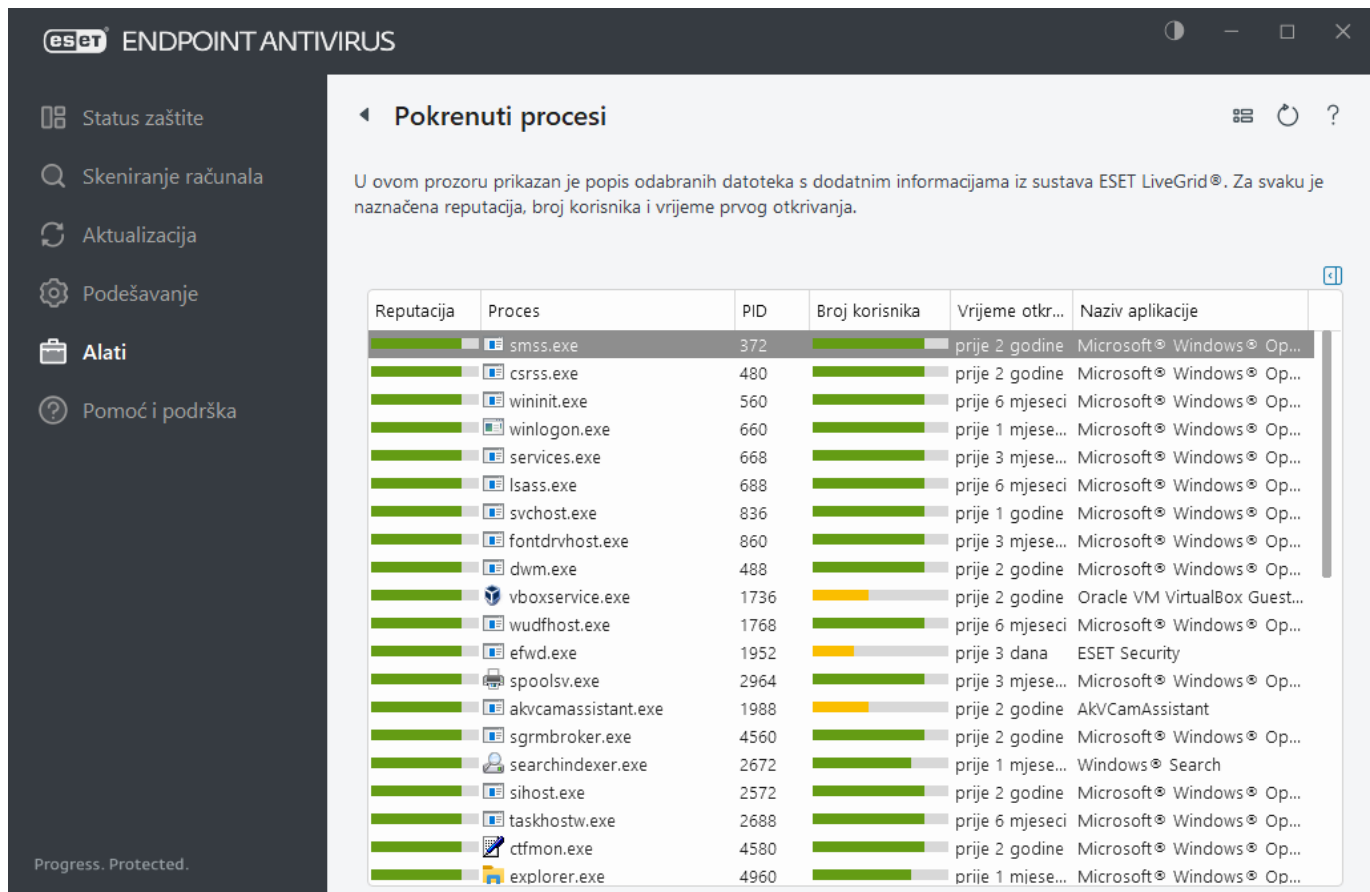 eset ENDPOINT ANTIVIRUS
Status zaštite
Skeniranje računala
Aktualizacija
Podešavanje
Alati
Pomoć i podrška
Progress. Protected.
Pokrenuti procesi
?
U ovom prozoru prikazan je popis odabranih datoteka s dodatnim informacijama iz sustava ESET LiveGrid®. Za svaku je
naznačena reputacija, broj korisnika i vrijeme prvog otkrivanja.
Reputacija Proces PID Broj korisnika Vrijeme otkr... Naziv aplikacije
smss.exe 372 prije 2 godine Microsoft® Windows® Op...
csrss.exe 480 prije 2 godine Microsoft® Windows® Op...
wininit.exe 560 prije 6 mjeseci Microsoft® Windows® Op...
winlogon.exe 660 prije 1 mjese... Microsoft® Windows® Op...
services.exe 668 prije 3 mjese... Microsoft® Windows® Op...
lsass.exe 688 prije 6 mjeseci Microsoft® Windows® Op...
svchost.exe 836 prije 1 godine Microsoft® Windows® Op...
fontdrvhost.exe 860 prije 3 mjese... Microsoft® Windows® Op...
dwm.exe 488 prije 2 godine Microsoft® Windows® Op...
vboxservice.exe 1736 prije 2 godine Oracle VM VirtualBox Guest...
wudfhost.exe 1768 prije 6 mjeseci Microsoft® Windows® Op...
efwd.exe 1952 prije 3 dana ESET Security
spoolsv.exe 2964 prije 3 mjese... Microsoft® Windows® Op...
akvcamassistant.exe 1988 prije 2 godine AkVCamAssistant
sgrmbroker.exe 4560 prije 2 godine Microsoft® Windows® Op...
searchindexer.exe 2672 prije 1 mjese... Windows® Search
sihost.exe 2572 prije 2 godine Microsoft® Windows® Op...
taskhostw.exe 2688 prije 6 mjeseci Microsoft® Windows® Op...
ctfmon.exe 4580 prije 2 godine Microsoft® Windows® Op...
explorer.exe 4960 prije 1 mjese... Microsoft® Windows® Op...